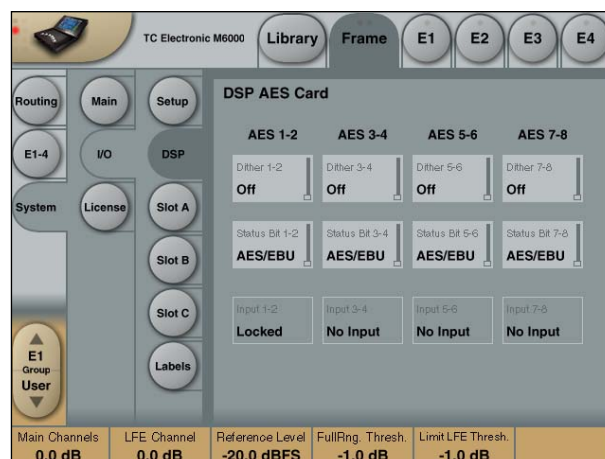 TC Electronic M6000
Library
Frame
E1
E2
E3
E4
Routing
Main
Setup
E1-4
I/O
DSP
System
License
Slot A
Slot B
Slot C
Labels
DSP AES Card
AES 1-2 AES 3-4 AES 5-6 AES 7-8
Dither 1-2 Dither 3-4 Dither 5-6 Dither 7-8
Off Off Off Off
Status Bit 1-2 Status Bit 3-4 Status Bit 5-6 Status Bit 7-8
AES/EBU AES/EBU AES/EBU AES/EBU
Input 1-2 Input 3-4 Input 5-6 Input 7-8
Locked No Input No Input No Input
E1
Group
User
Main Channels LFE Channel Reference Level FullRng. Thresh. Limit LFE Thresh.
0.0 dB 0.0 dB -20.0 dBFS -1.0 dB -1.0 dB